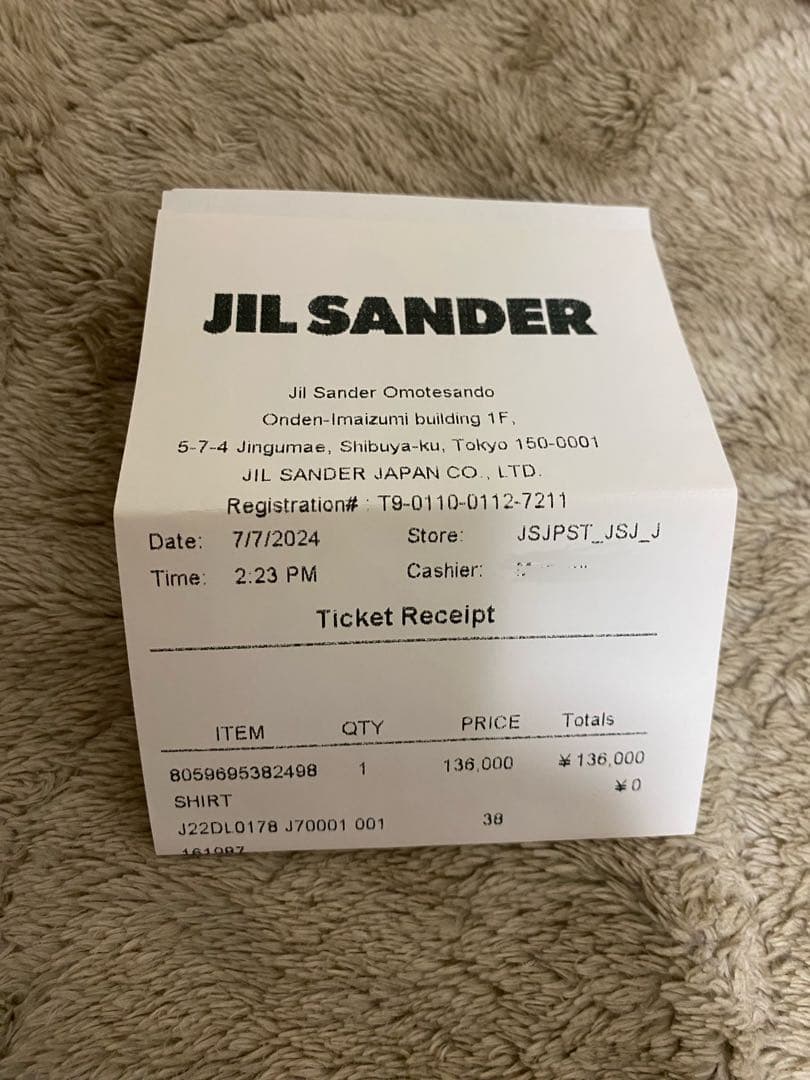 JIL SANDER
Jil Sander Omotesando
Onden-Imaizumi building 1F,
5-7-4 Jingumae, Shibuya-ku, Tokyo 150-0001
JIL SANDER JAPAN CO., LTD.
Registration# : T9-0110-0112-7211
Date: 7/7/2024 Store: JSJPST_JSJ_J
Time: 2:23 PM Cashier:
Ticket Receipt
ITEM QTY PRICE Totals
8059695382498 1 136,000 ¥ 136,000
SHIRT ¥ 0
J22DL0178 J70001 001 38